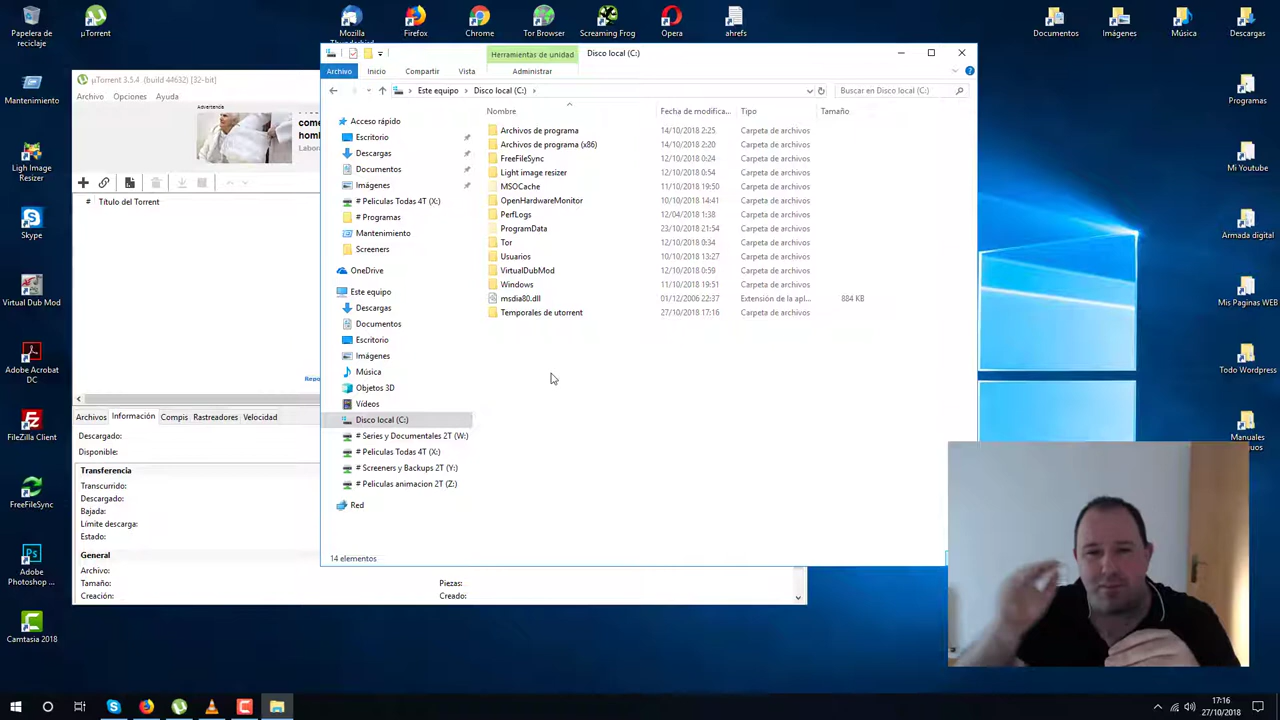 Papelera de reciclaje
µTorrent
Mozilla
Firefox
Chrome
Tor Browser
Screaming Frog
Opera
ahrefs
Documentos
Imágenes
Música
Descargas
Herramientas de unidad
Disco local (C:)
Archivo
Inicio
Compartir
Vista
Administrar
Este equipo
Disco local (C:)
Buscar en Disco local (C:)
µTorrent 3.5.4 (build 44632) [32-bit]
Archivo
Opciones
Ayuda
Advertencia
come
homl
Labora
# Título del Torrent
Repo
Archivos
Información
Compis
Rastreadores
Velocidad
Descargado:
Disponible:
Transferencia
Transcurrido:
Descargado:
Bajada:
Límite descarga:
Estado:
General
Archivo:
Tamaño:
Creación:
Piezas:
Creado:
Acceso rápido
Escritorio
Descargas
Documentos
Imágenes
# Peliculas Todas 4T (X:)
# Programas
Mantenimiento
Screeners
OneDrive
Este equipo
Descargas
Documentos
Escritorio
Imágenes
Música
Objetos 3D
Vídeos
Disco local (C:)
# Series y Documentales 2T (W:)
# Peliculas Todas 4T (X:)
# Screeners y Backups 2T (Y:)
# Peliculas animacion 2T (Z:)
Red
Nombre Fecha de modifica... Tipo Tamaño
Archivos de programa 14/10/2018 2:25 Carpeta de archivos
Archivos de programa (x86) 14/10/2018 2:20 Carpeta de archivos
FreeFileSync 12/10/2018 0:24 Carpeta de archivos
Light image resizer 12/10/2018 0:54 Carpeta de archivos
MSOCache 11/10/2018 19:50 Carpeta de archivos
OpenHardwareMonitor 10/10/2018 14:41 Carpeta de archivos
PerfLogs 12/04/2018 1:38 Carpeta de archivos
ProgramData 23/10/2018 21:54 Carpeta de archivos
Tor 12/10/2018 0:34 Carpeta de archivos
Usuarios 10/10/2018 13:27 Carpeta de archivos
VirtualDubMod 12/10/2018 0:59 Carpeta de archivos
Windows 11/10/2018 19:51 Carpeta de archivos
msdia80.dll 01/12/2006 22:37 Extensión de la apl... 884 KB
Temporales de utorrent 27/10/2018 17:16 Carpeta de archivos
14 elementos
Mantenimiento
Ligh Image Resizer
Skype
Virtual Dub Mod
Adobe Acrobat DC
FileZilla Client
FreeFileSync
Adobe Photoshop ...
Camtasia 2018
Programas
Mi Youtube
Armada digital
Mis Paginas WEB
Todo Wordpress
Manuales
17:16
27/10/2018